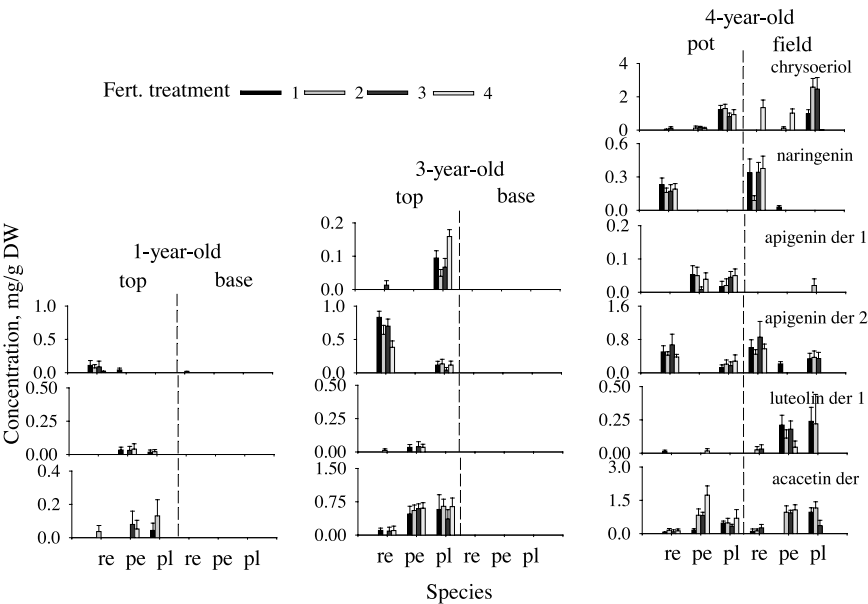 4-year-old
pot field
Fert. treatment 1 2 3 4
4 chrysoeriol
2
0
0.6 naringenin
0.3
0.0
0.10 apigenin der 1
0.05
0.00
1.6 apigenin der 2
0.8
0.0
0.50 luteolin der 1
0.25
0.00
3.0 acacetin der
1.5
0.0
re pe pl re pe pl
3-year-old
top base
0.2
0.1
0.0
1.0
0.5
0.0
0.50
0.25
0.00
1.50
0.75
0.00
re pe pl re pe pl
Species
1-year-old
top base
Concentration, mg/g DW
1.0
0.5
0.0
0.50
0.25
0.00
0.4
0.2
0.0
re pe pl re pe pl